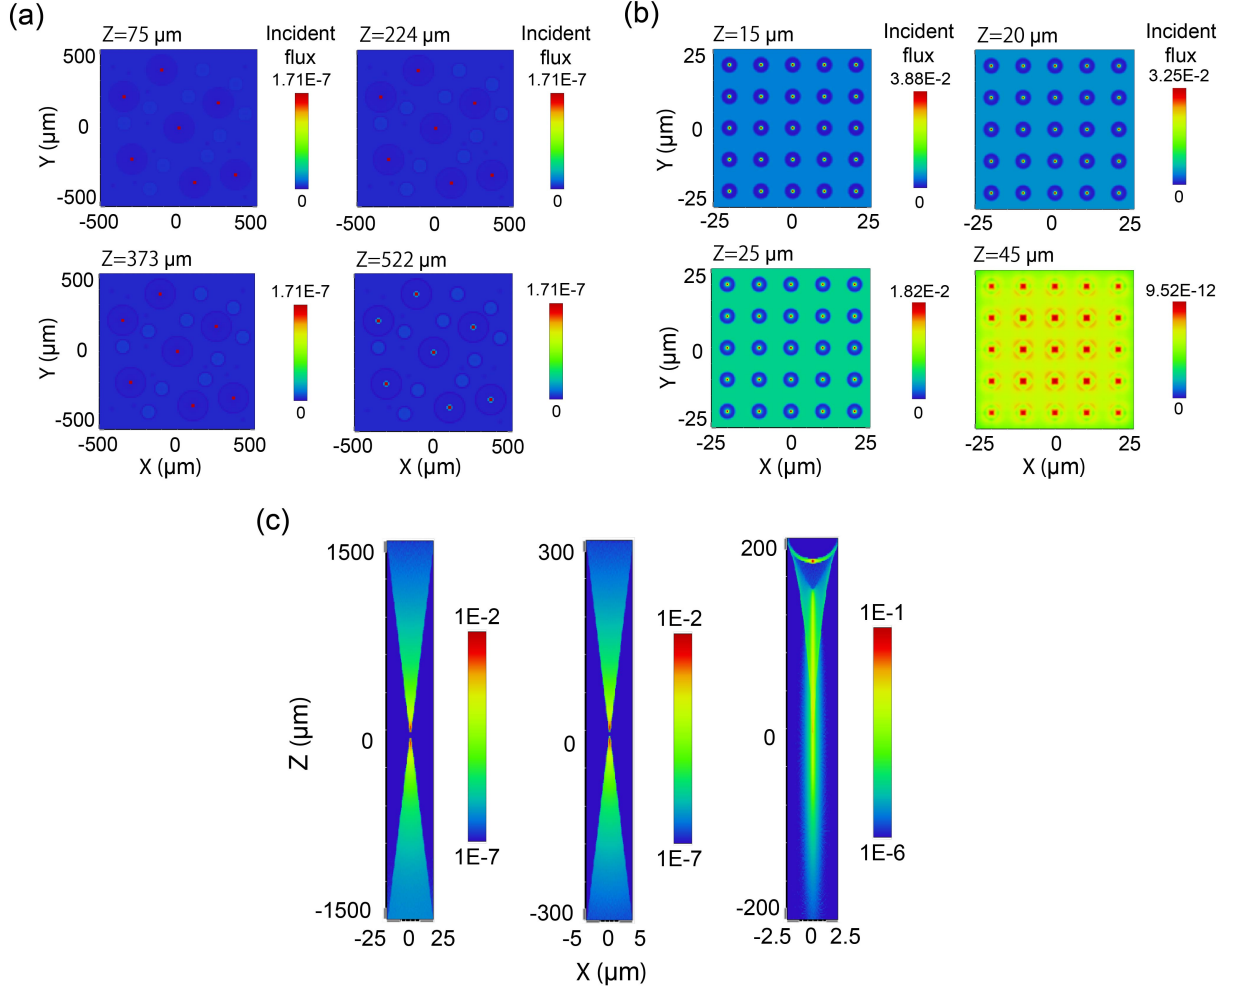 (a)
Z=75 µm
Incident
flux
1.71E-7
0
500
0
-500
Y (µm)
-500 0 500
Z=224 µm
Incident
flux
1.71E-7
0
-500 0 500
Z=373 µm
1.71E-7
0
500
0
-500
Y (µm)
-500 0 500
X (µm)
Z=522 µm
1.71E-7
0
-500 0 500
X (µm)
(b)
Z=15 µm
Incident
flux
3.88E-2
0
25
0
-25
Y (µm)
-25 0 25
Z=20 µm
Incident
flux
3.25E-2
0
-25 0 25
Z=25 µm
1.82E-2
0
25
0
-25
Y (µm)
-25 0 25
X (µm)
Z=45 µm
9.52E-12
0
-25 0 25
X (µm)
(c)
Z (µm)
1500
0
-1500
-25 0 25
1E-2
1E-7
300
0
-300
-5 0 5
1E-2
1E-7
200
0
-200
-2.5 0 2.5
1E-1
1E-6
X (µm)